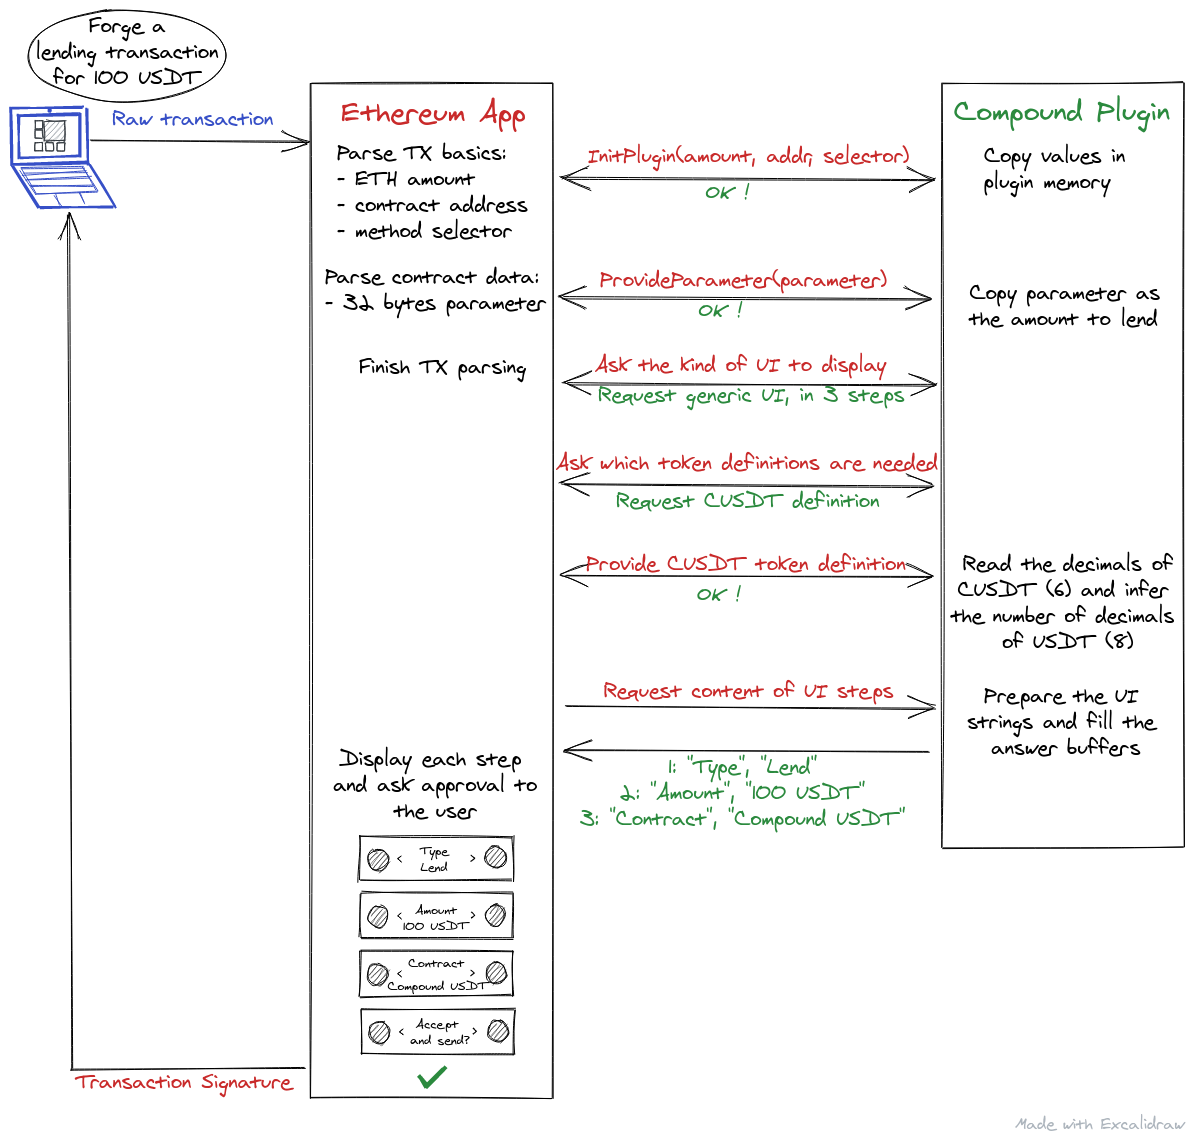 Forge a
lending transaction
for 100 USDT
Raw transaction
Ethereum App
Parse TX basics:
- ETH amount
- contract address
- method selector
Parse contract data:
- 32 bytes parameter
Finish TX parsing
InitPlugin(amount, addr, selector)
OK !
ProvideParameter(parameter)
OK !
Ask the kind of UI to display
Request generic UI, in 3 steps
Ask which token definitions are needed
Request CUSDT definition
Provide CUSDT token definition
OK !
Request content of UI steps
1: "Type", "Lend"
2: "Amount", "100 USDT"
3: "Contract", "Compound USDT"
Compound Plugin
Copy values in
plugin memory
Copy parameter as
the amount to lend
Read the decimals of
CUSDT (6) and infer
the number of decimals
of USDT (8)
Prepare the UI
strings and fill the
answer buffers
Display each step
and ask approval to
the user
< Type >
Lend
< Amount >
100 USDT
< Contract >
Compound USDT
< Accept >
and send?
Transaction Signature
Made with Excalidraw